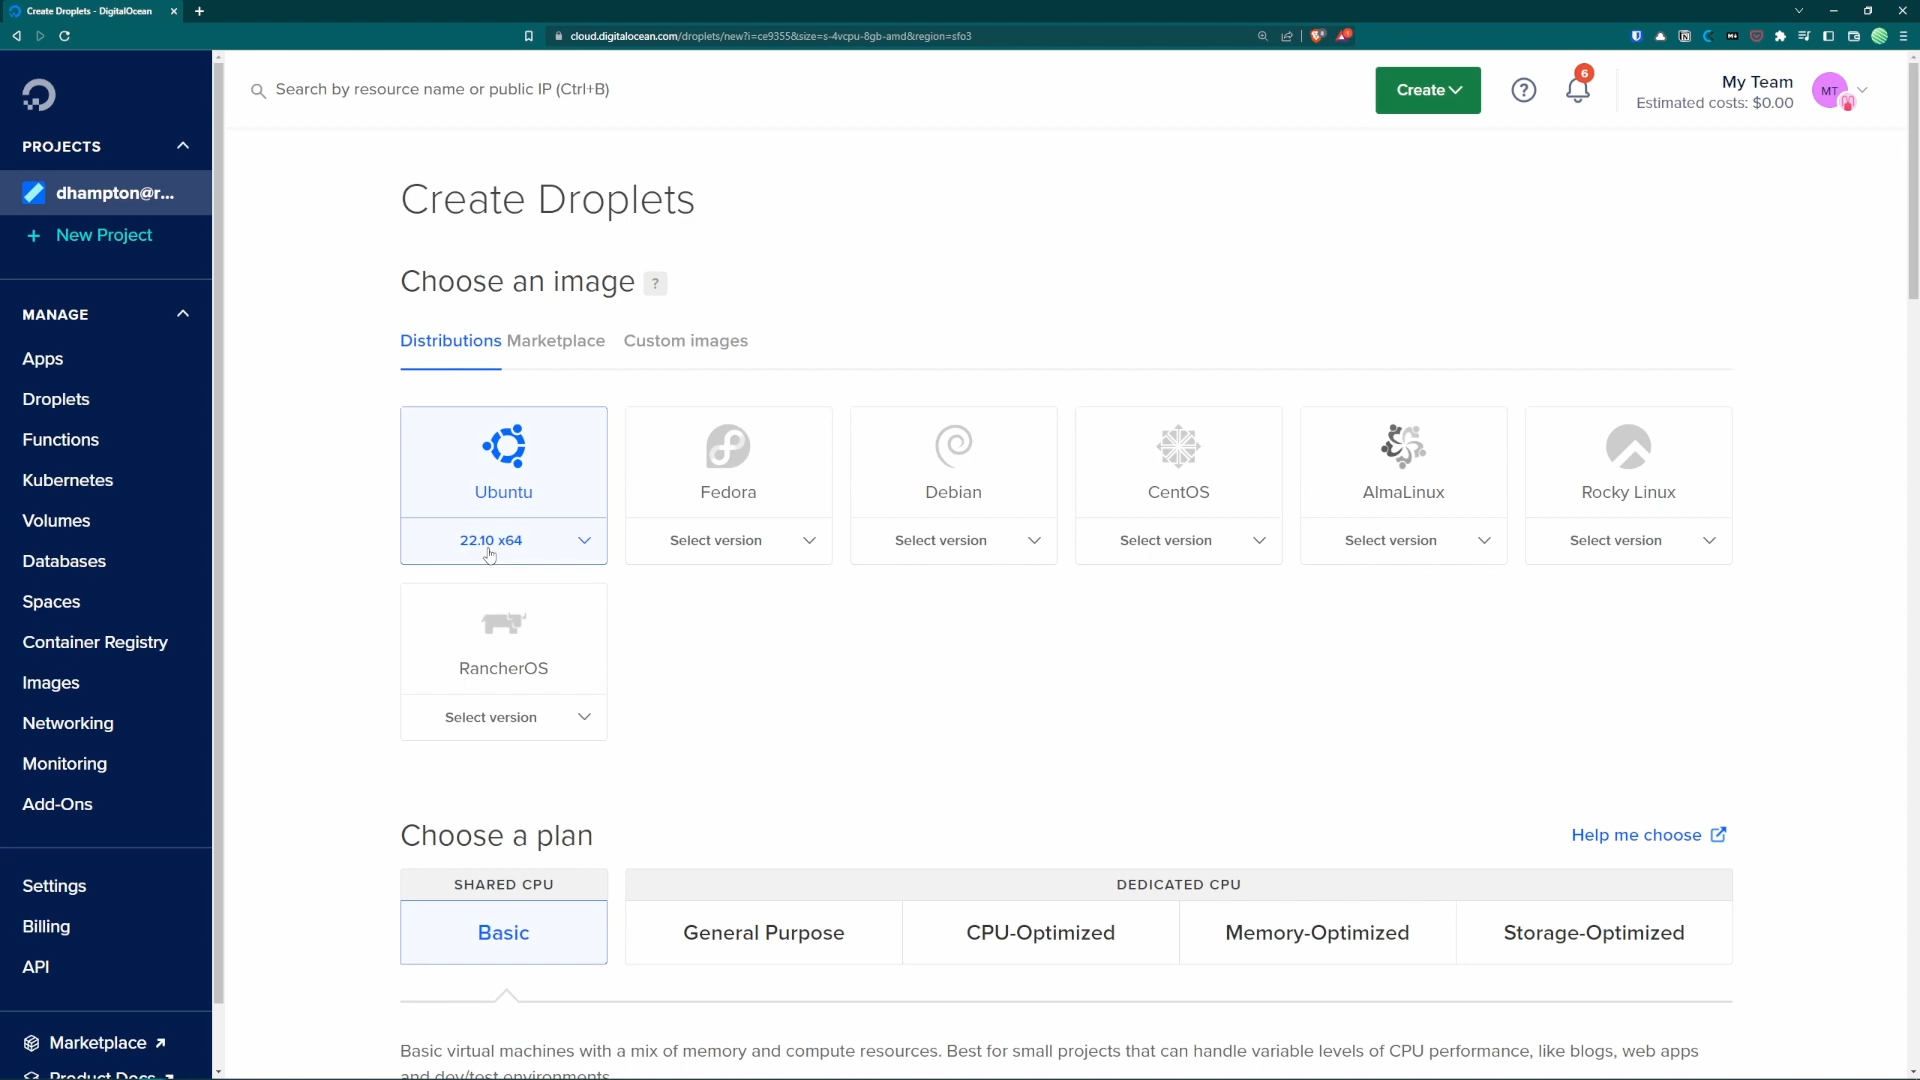 Create Droplets - DigitalOcean
cloud.digitalocean.com/droplets/new?i=ce9355&size=s-4vcpu-8gb-amd&region=sfo3
Search by resource name or public IP (Ctrl+B)
Create
?
6
My Team
Estimated costs: $0.00
MT
PROJECTS
dhampton@r...
+ New Project
MANAGE
Apps
Droplets
Functions
Kubernetes
Volumes
Databases
Spaces
Container Registry
Images
Networking
Monitoring
Add-Ons
Settings
Billing
API
Marketplace
Product Docs
Create Droplets
Choose an image ?
Distributions Marketplace Custom images
Ubuntu Fedora Debian CentOS AlmaLinux Rocky Linux
22.10 x64 Select version Select version Select version Select version Select version
RancherOS
Select version
Choose a plan
Help me choose
SHARED CPU DEDICATED CPU
Basic General Purpose CPU-Optimized Memory-Optimized Storage-Optimized
Basic virtual machines with a mix of memory and compute resources. Best for small projects that can handle variable levels of CPU performance, like blogs, web apps
and dev/test environments.